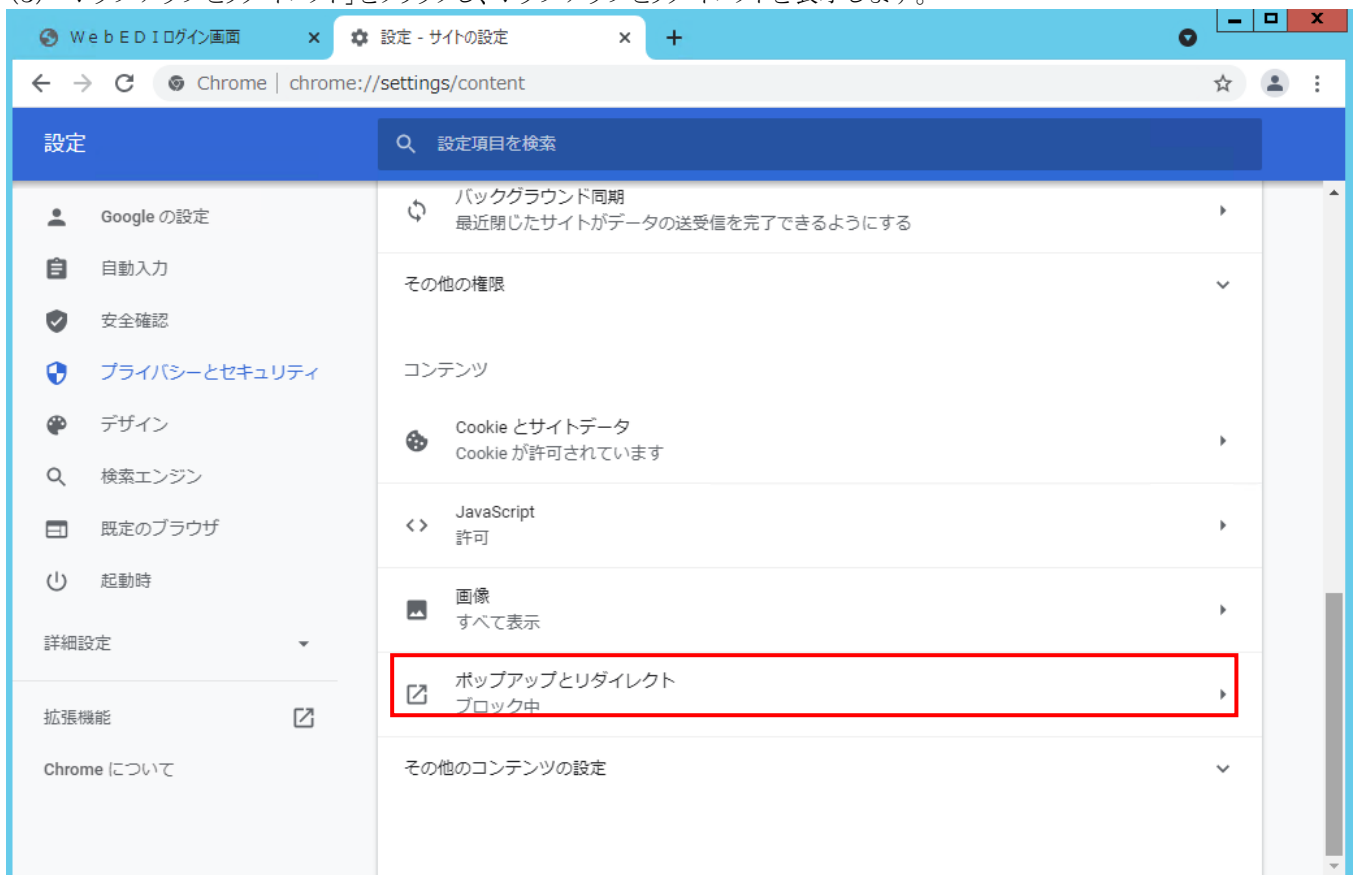 ＷｅｂＥＤＩログイン画面
設定 - サイトの設定
Chrome | chrome://settings/content
設定
設定項目を検索
Google の設定
自動入力
安全確認
プライバシーとセキュリティ
デザイン
検索エンジン
既定のブラウザ
起動時
詳細設定
拡張機能
Chrome について
バックグラウンド同期
最近閉じたサイトがデータの送受信を完了できるようにする
その他の権限
コンテンツ
Cookie とサイトデータ
Cookie が許可されています
JavaScript
許可
画像
すべて表示
ポップアップとリダイレクト
ブロック中
その他のコンテンツの設定